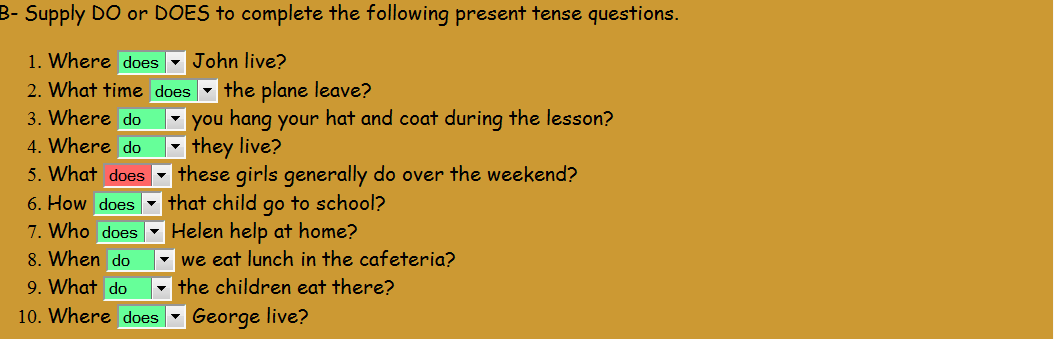 B- Supply DO or DOES to complete the following present tense questions.
1. Where does John live?
2. What time does the plane leave?
3. Where do you hang your hat and coat during the lesson?
4. Where do they live?
5. What does these girls generally do over the weekend?
6. How does that child go to school?
7. Who does Helen help at home?
8. When do we eat lunch in the cafeteria?
9. What do the children eat there?
10. Where does George live?